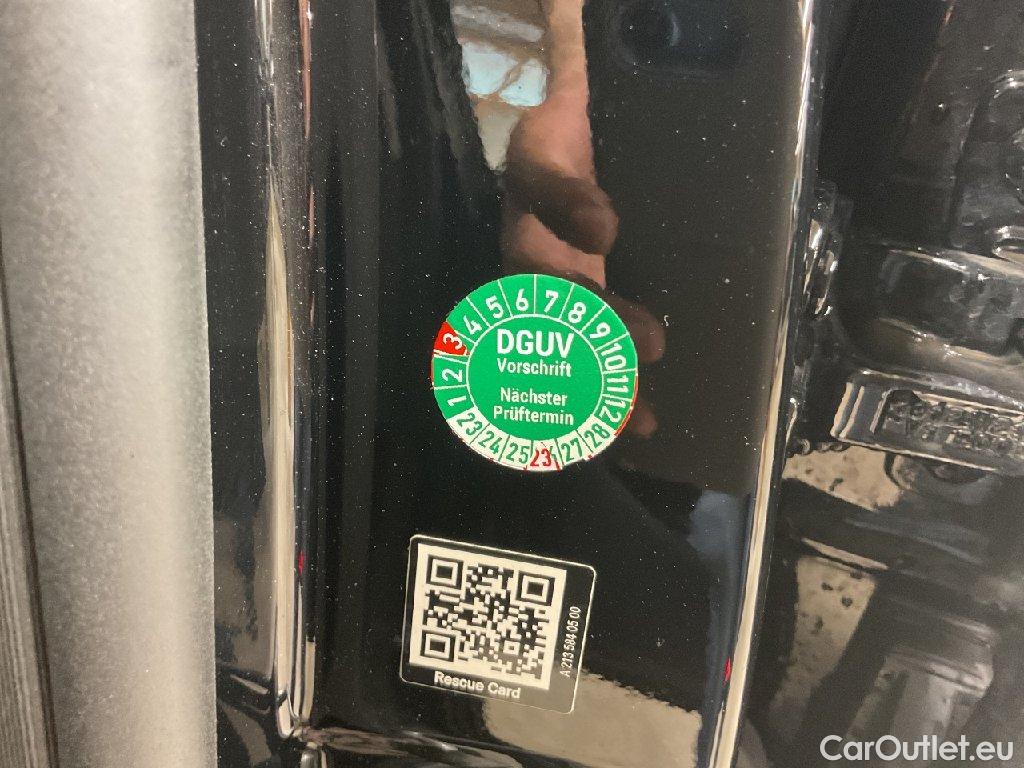 1 2 3 4 5 6 7 8 9 10 11 12
DGUV
Vorschrift
Nächster
Prüftermin
23 24 25 27 28
Rescue Card
A 213 584 05 00
CarOutlet.eu